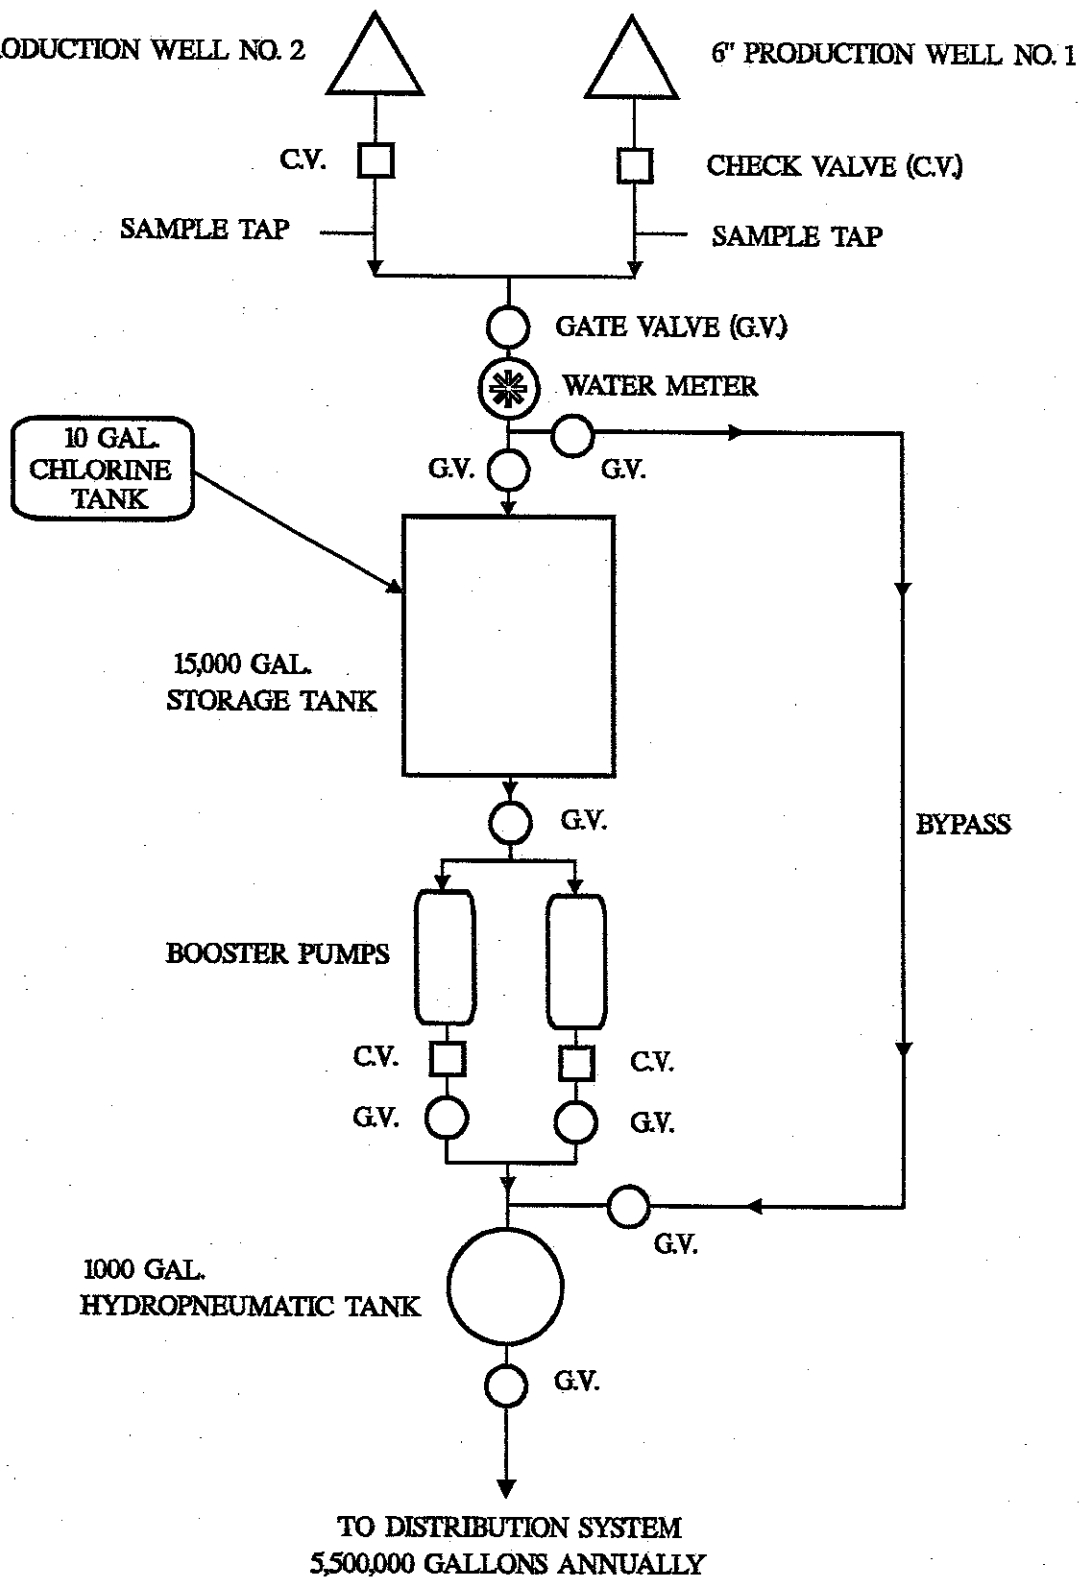 RODUCTION WELL NO. 2
6" PRODUCTION WELL NO. 1
C.V.
CHECK VALVE (C.V.)
SAMPLE TAP
SAMPLE TAP
GATE VALVE (G.V.)
WATER METER
10 GAL.
CHLORINE
TANK
G.V.
G.V.
15,000 GAL.
STORAGE TANK
G.V.
BYPASS
BOOSTER PUMPS
C.V.
C.V.
G.V.
G.V.
G.V.
1000 GAL.
HYDROPNEUMATIC TANK
G.V.
TO DISTRIBUTION SYSTEM
5,500,000 GALLONS ANNUALLY